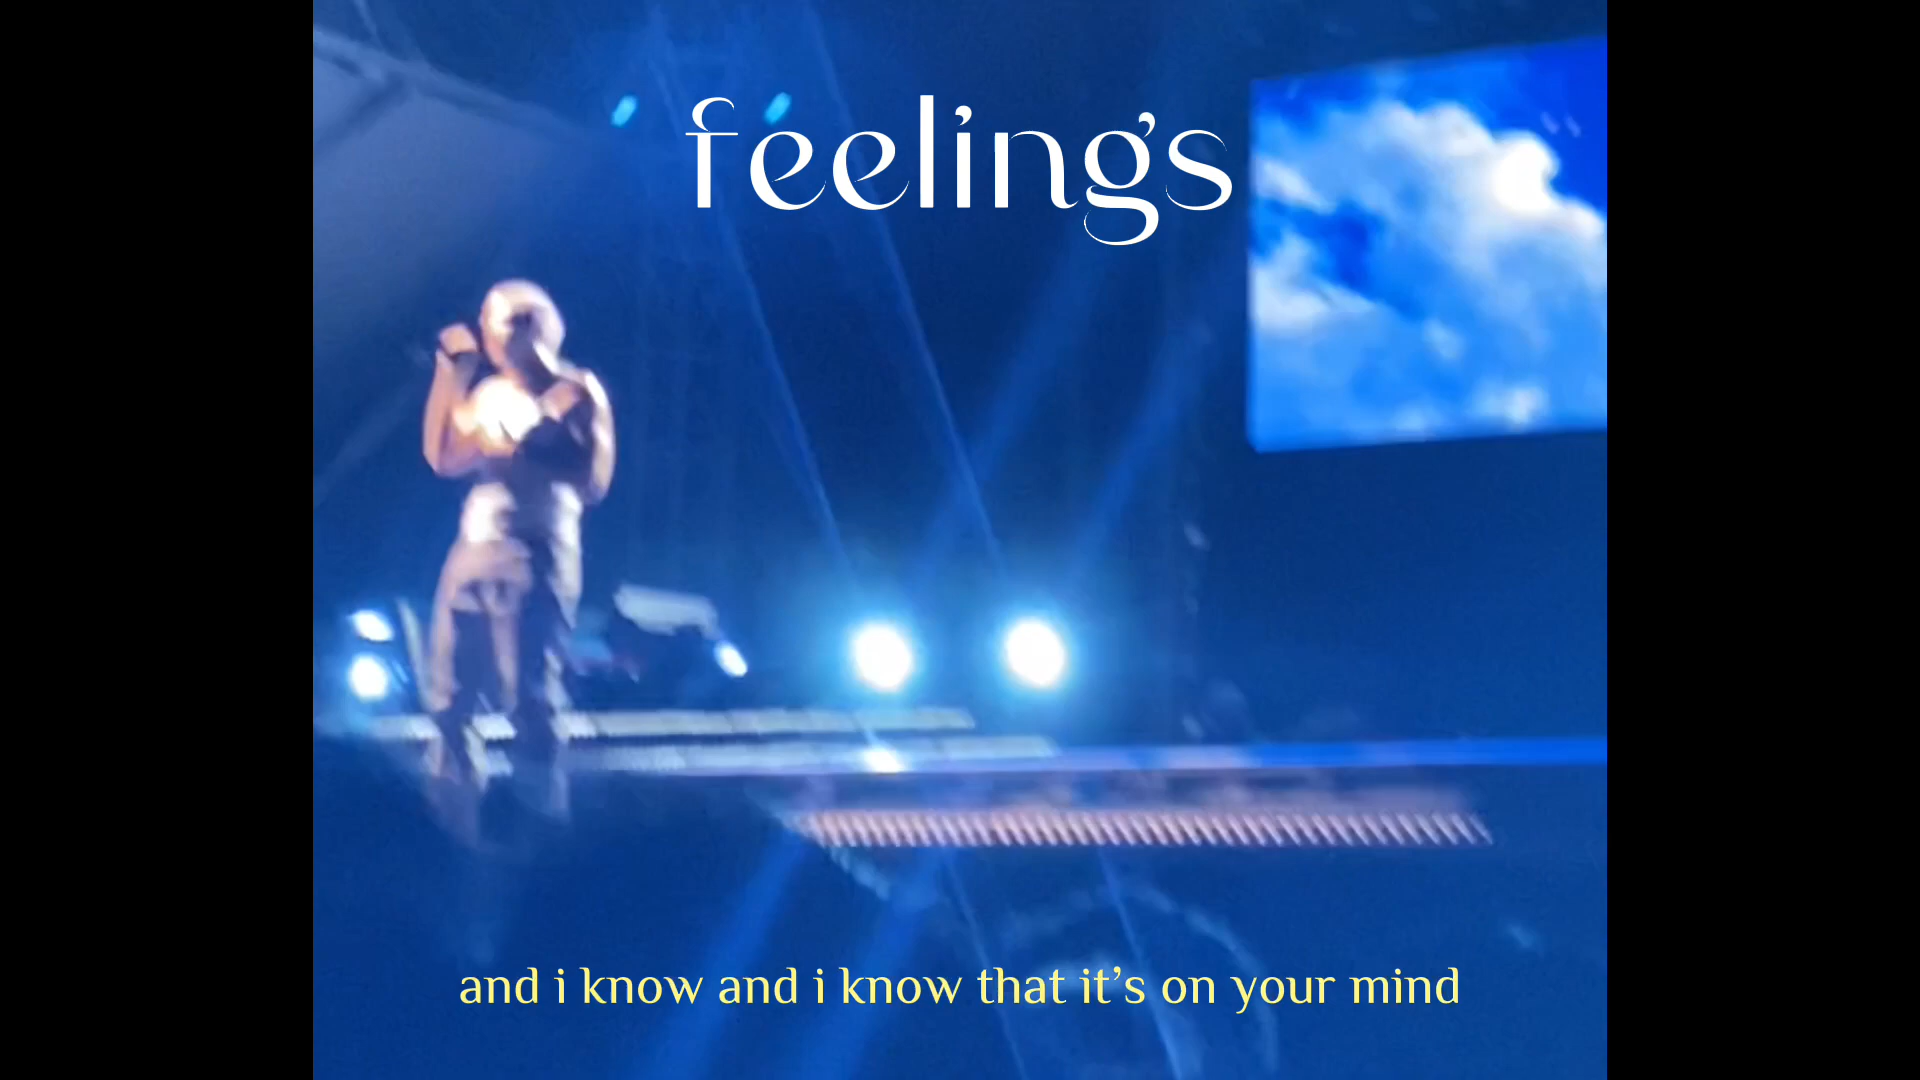 feelings
and i know and i know that it’s on your mind